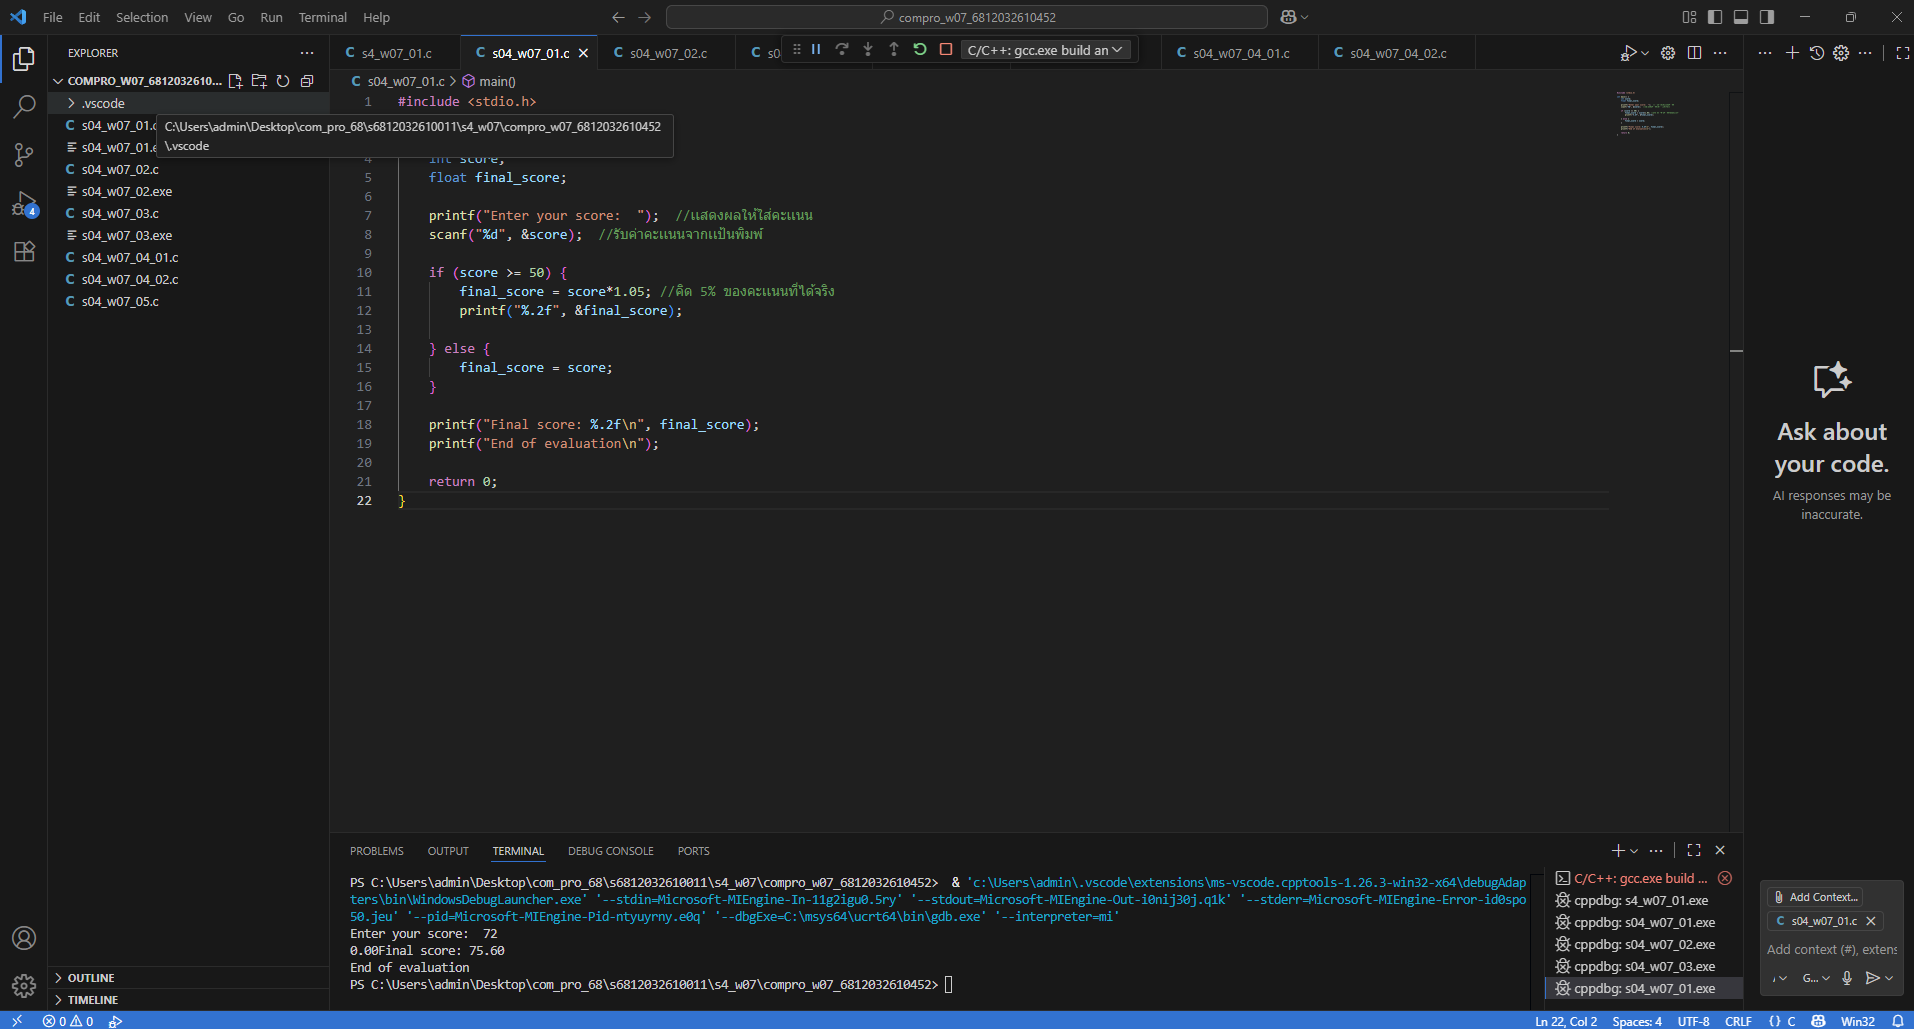 File Edit Selection View Go Run Terminal Help
compro_w07_6812032610452
EXPLORER
COMPRO_W07_6812032610...
.vscode
s04_w07_01.c
s04_w07_01.e
s04_w07_02.c
s04_w07_02.exe
s04_w07_03.c
s04_w07_03.exe
s04_w07_04_01.c
s04_w07_04_02.c
s04_w07_05.c
C:\Users\admin\Desktop\com_pro_68\s6812032610011\s4_w07\compro_w07_6812032610452
\.vscode
OUTLINE
TIMELINE
s4_w07_01.c
s04_w07_01.c
s04_w07_02.c
s0
C/C++: gcc.exe build an
s04_w07_04_01.c
s04_w07_04_02.c
s04_w07_01.c > main()
1 #include <stdio.h>
4 int score;
5 float final_score;
6
7 printf("Enter your score:  "); //แสดงผลให้ใส่คะแนน
8 scanf("%d", &score); //รับค่าคะแนนจากแป้นพิมพ์
9
10 if (score >= 50) {
11 final_score = score*1.05; //คิด 5% ของคะแนนที่ได้จริง
12 printf("%.2f", &final_score);
13
14 } else {
15 final_score = score;
16 }
17
18 printf("Final score: %.2f\n", final_score);
19 printf("End of evaluation\n");
20
21 return 0;
22 }
PROBLEMS OUTPUT TERMINAL DEBUG CONSOLE PORTS
PS C:\Users\admin\Desktop\com_pro_68\s6812032610011\s4_w07\compro_w07_6812032610452>  & 'c:\Users\admin\.vscode\extensions\ms-vscode.cpptools-1.26.3-win32-x64\debugAdap
ters\bin\WindowsDebugLauncher.exe' '--stdin=Microsoft-MIEngine-In-11g2igu0.5ry' '--stdout=Microsoft-MIEngine-Out-i0nij30j.q1k' '--stderr=Microsoft-MIEngine-Error-id0spo
50.jeu' '--pid=Microsoft-MIEngine-Pid-ntyuyrny.e0q' '--dbgExe=C:\msys64\ucrt64\bin\gdb.exe' '--interpreter=mi'
Enter your score:  72
0.00Final score: 75.60
End of evaluation
PS C:\Users\admin\Desktop\com_pro_68\s6812032610011\s4_w07\compro_w07_6812032610452>
C/C++: gcc.exe build ...
cppdbg: s4_w07_01.exe
cppdbg: s04_w07_01.exe
cppdbg: s04_w07_02.exe
cppdbg: s04_w07_03.exe
cppdbg: s04_w07_01.exe
Ask about
your code.
AI responses may be
inaccurate.
Add Context...
s04_w07_01.c
Add context (#), extens
G...
4
0 0
Ln 22, Col 2 Spaces: 4 UTF-8 CRLF {} C Win32